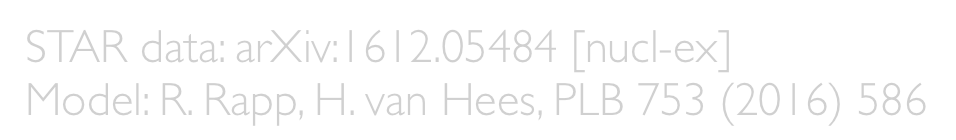 STAR data: arXiv:1612.05484 [nucl-ex]
Model: R. Rapp, H. van Hees, PLB 753 (2016) 586